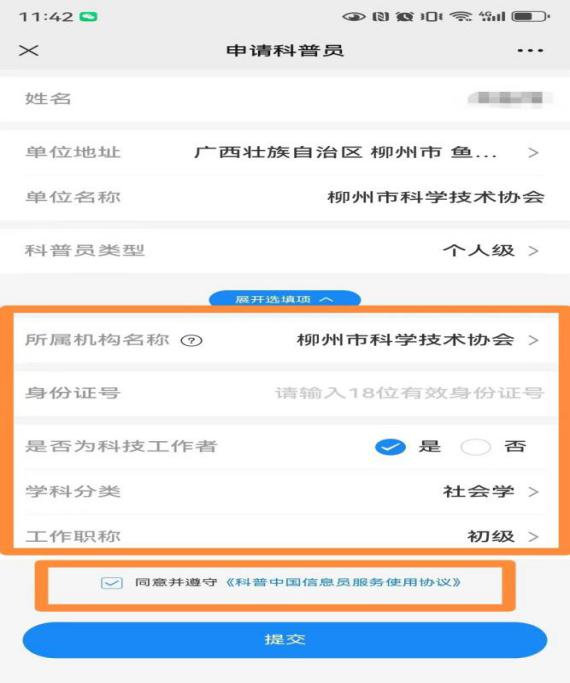 11:42
4G
申请科普员
姓名
单位地址 广西壮族自治区 柳州市 鱼...
单位名称 柳州市科学技术协会
科普员类型 个人级
展开选填项
所属机构名称 ? 柳州市科学技术协会
身份证号 请输入18位有效身份证号
是否为科技工作者 是 否
学科分类 社会学
工作职称 初级
同意并遵守《科普中国信息员服务使用协议》
提交